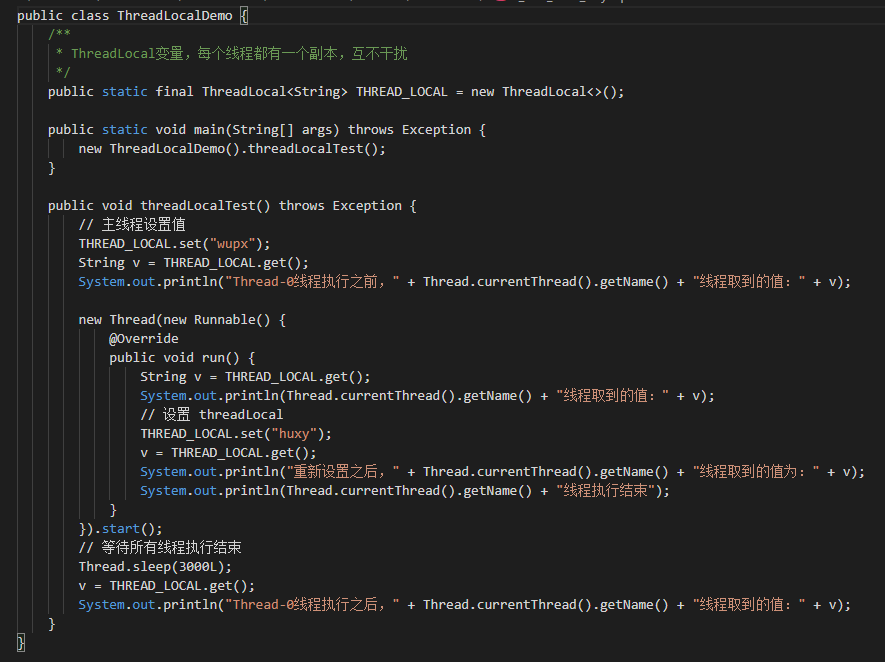 public class ThreadLocalDemo {
/**
* ThreadLocal变量，每个线程都有一个副本，互不干扰
*/
public static final ThreadLocal<String> THREAD_LOCAL = new ThreadLocal<>();
public static void main(String[] args) throws Exception {
new ThreadLocalDemo().threadLocalTest();
}
public void threadLocalTest() throws Exception {
// 主线程设置值
THREAD_LOCAL.set("wupx");
String v = THREAD_LOCAL.get();
System.out.println("Thread-0线程执行之前，" + Thread.currentThread().getName() + "线程取到的值：" + v);
new Thread(new Runnable() {
@Override
public void run() {
String v = THREAD_LOCAL.get();
System.out.println(Thread.currentThread().getName() + "线程取到的值：" + v);
// 设置 threadLocal
THREAD_LOCAL.set("huxy");
v = THREAD_LOCAL.get();
System.out.println("重新设置之后，" + Thread.currentThread().getName() + "线程取到的值为：" + v);
System.out.println(Thread.currentThread().getName() + "线程执行结束");
}
}).start();
// 等待所有线程执行结束
Thread.sleep(3000L);
v = THREAD_LOCAL.get();
System.out.println("Thread-0线程执行之后，" + Thread.currentThread().getName() + "线程取到的值：" + v);
}
}